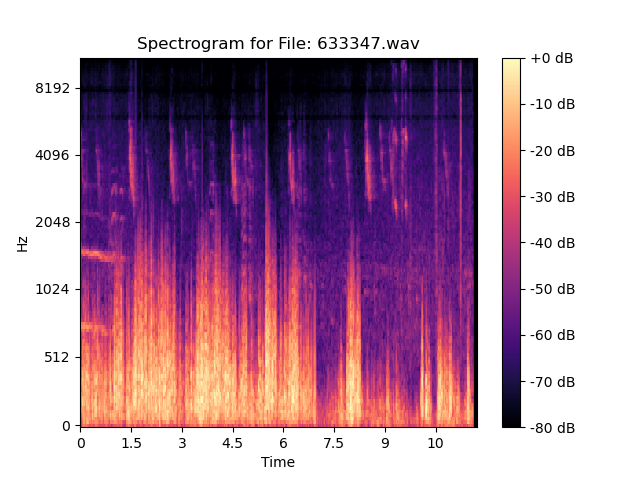 Spectrogram for File: 633347.wav
8192
4096
2048
1024
512
0
Hz
0 1.5 3 4.5 6 7.5 9 10
Time
+0 dB
-10 dB
-20 dB
-30 dB
-40 dB
-50 dB
-60 dB
-70 dB
-80 dB